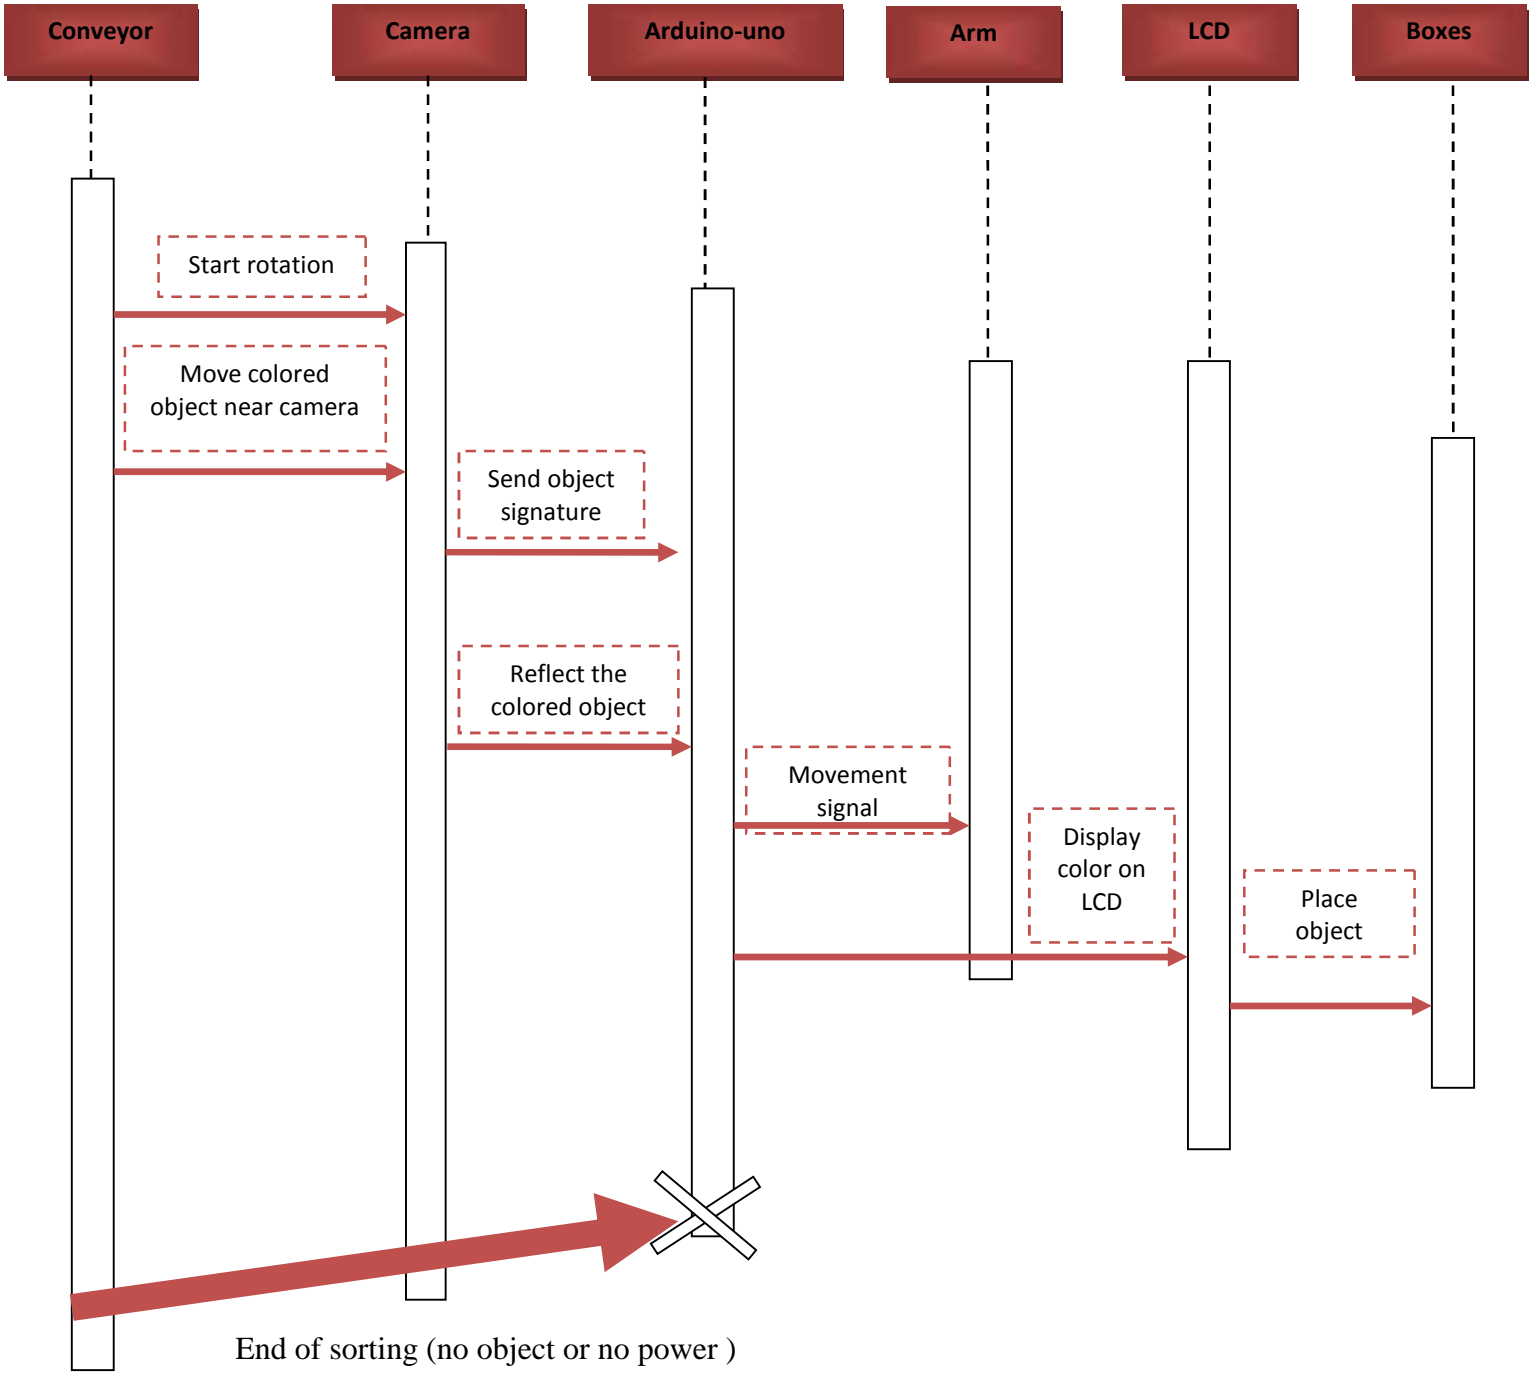 Conveyor
Camera
Arduino-uno
Arm
LCD
Boxes
Start rotation
Move colored
object near camera
Send object
signature
Reflect the
colored object
Movement
signal
Display
color on
LCD
Place
object
End of sorting (no object or no power )